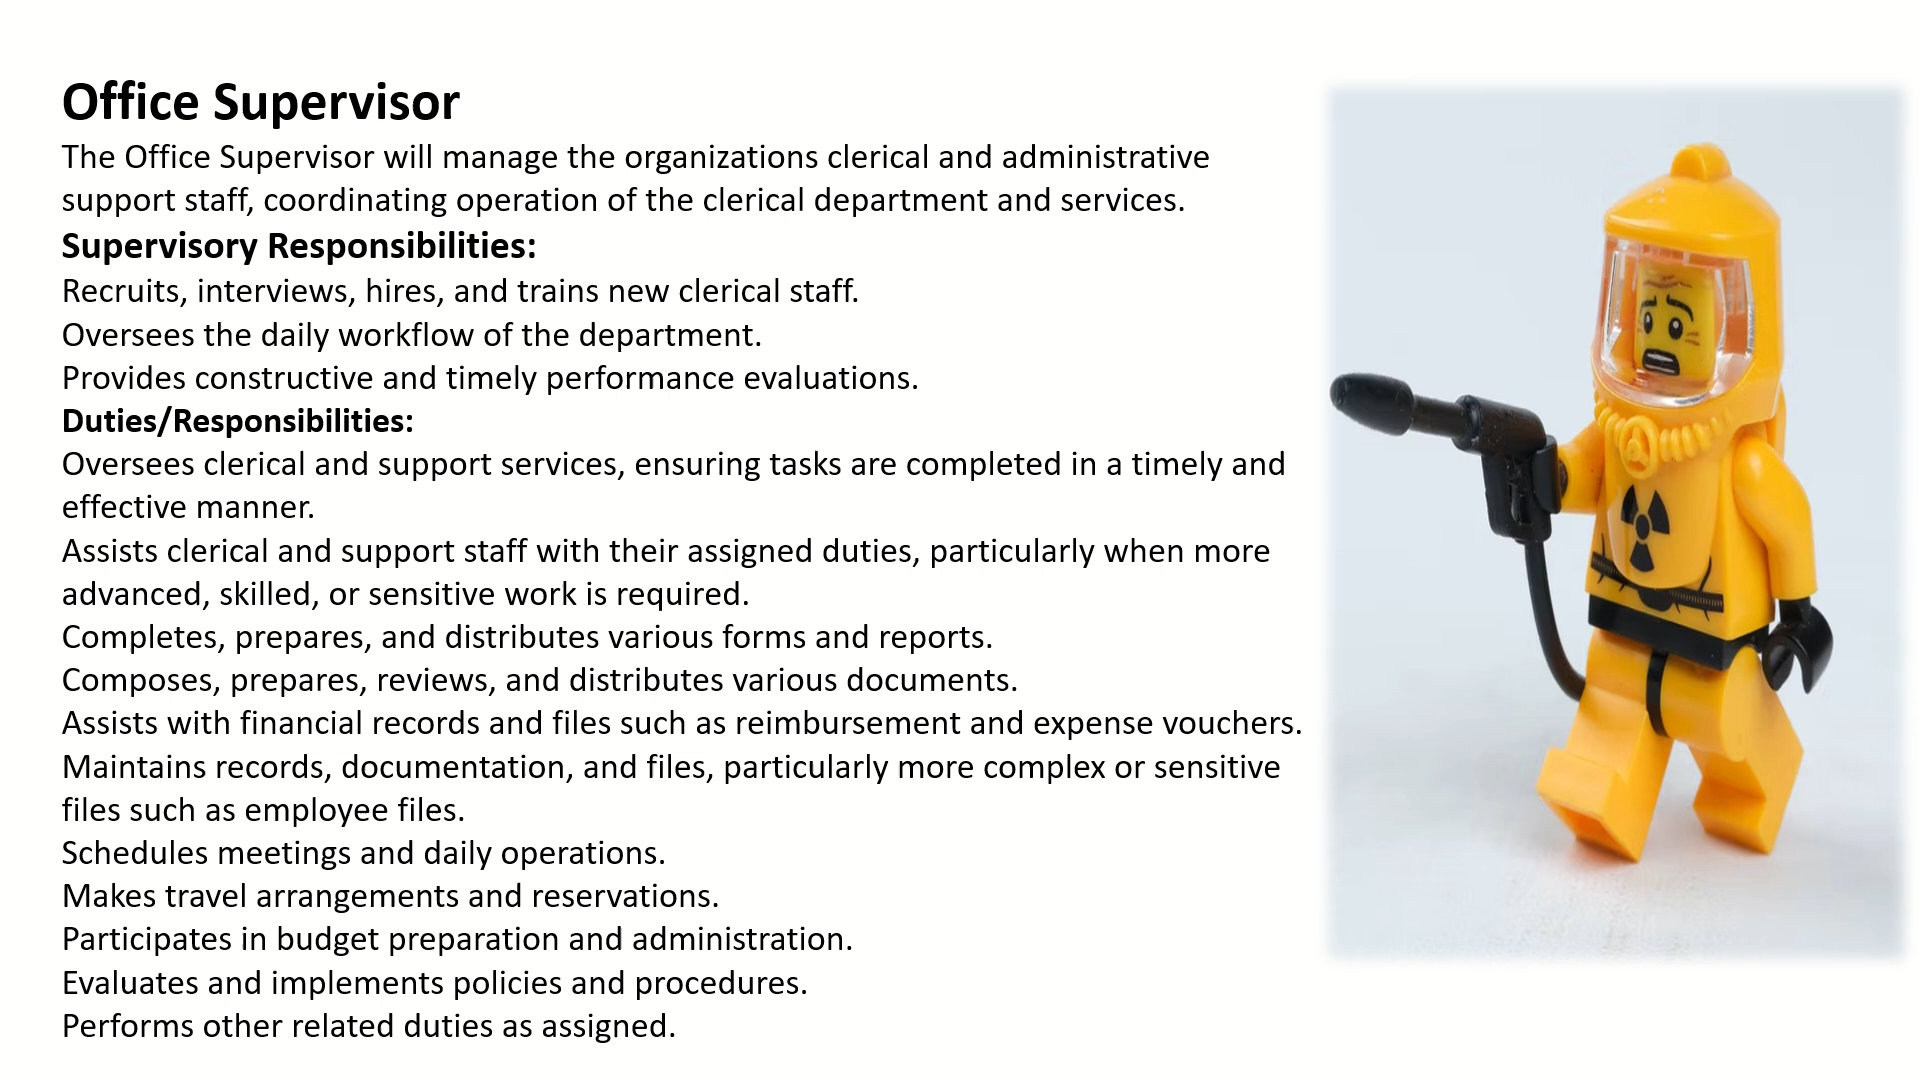 Office Supervisor
The Office Supervisor will manage the organizations clerical and administrative
support staff, coordinating operation of the clerical department and services.
Supervisory Responsibilities:
Recruits, interviews, hires, and trains new clerical staff.
Oversees the daily workflow of the department.
Provides constructive and timely performance evaluations.
Duties/Responsibilities:
Oversees clerical and support services, ensuring tasks are completed in a timely and
effective manner.
Assists clerical and support staff with their assigned duties, particularly when more
advanced, skilled, or sensitive work is required.
Completes, prepares, and distributes various forms and reports.
Composes, prepares, reviews, and distributes various documents.
Assists with financial records and files such as reimbursement and expense vouchers.
Maintains records, documentation, and files, particularly more complex or sensitive
files such as employee files.
Schedules meetings and daily operations.
Makes travel arrangements and reservations.
Participates in budget preparation and administration.
Evaluates and implements policies and procedures.
Performs other related duties as assigned.